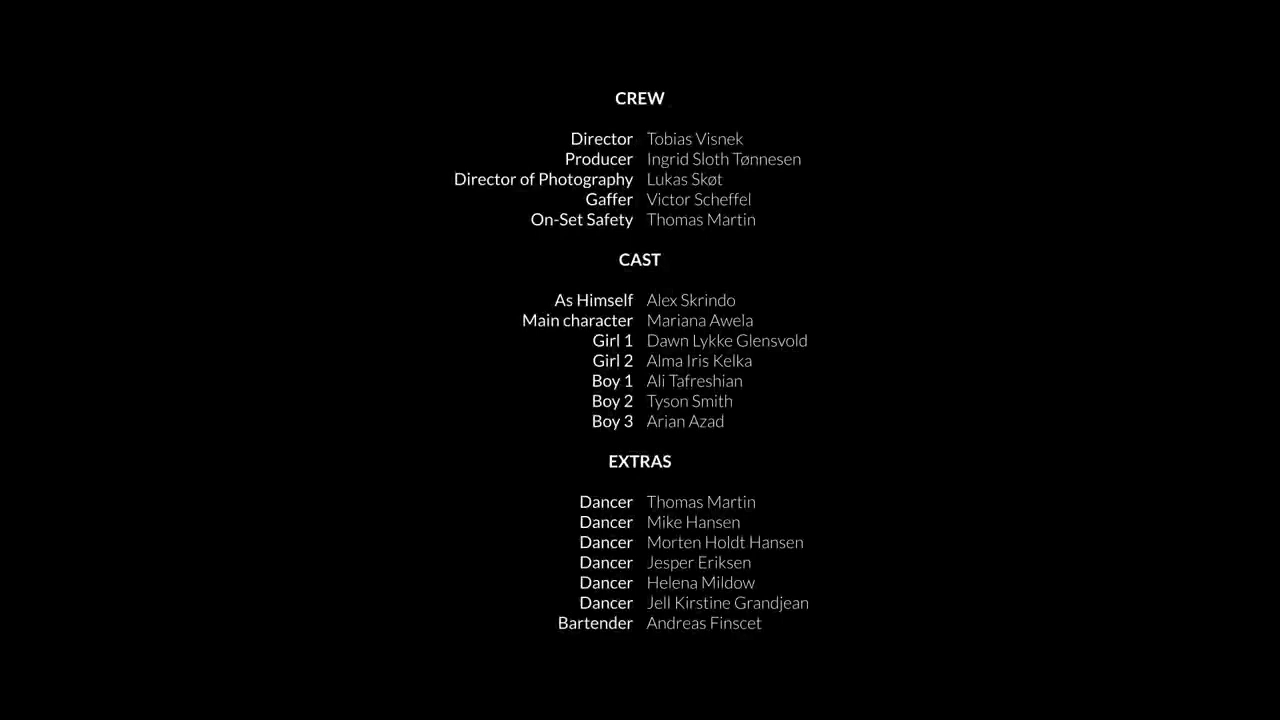 CREW
Director Tobias Visnek
Producer Ingrid Sloth Tønnesen
Director of Photography Lukas Skøt
Gaffer Victor Scheffel
On-Set Safety Thomas Martin
CAST
As Himself Alex Skrindo
Main character Mariana Awela
Girl 1 Dawn Lykke Glensvold
Girl 2 Alma Iris Kelka
Boy 1 Ali Tafreshian
Boy 2 Tyson Smith
Boy 3 Arian Azad
EXTRAS
Dancer Thomas Martin
Dancer Mike Hansen
Dancer Morten Holdt Hansen
Dancer Jesper Eriksen
Dancer Helena Mildow
Dancer Jell Kirstine Grandjean
Bartender Andreas Finscet